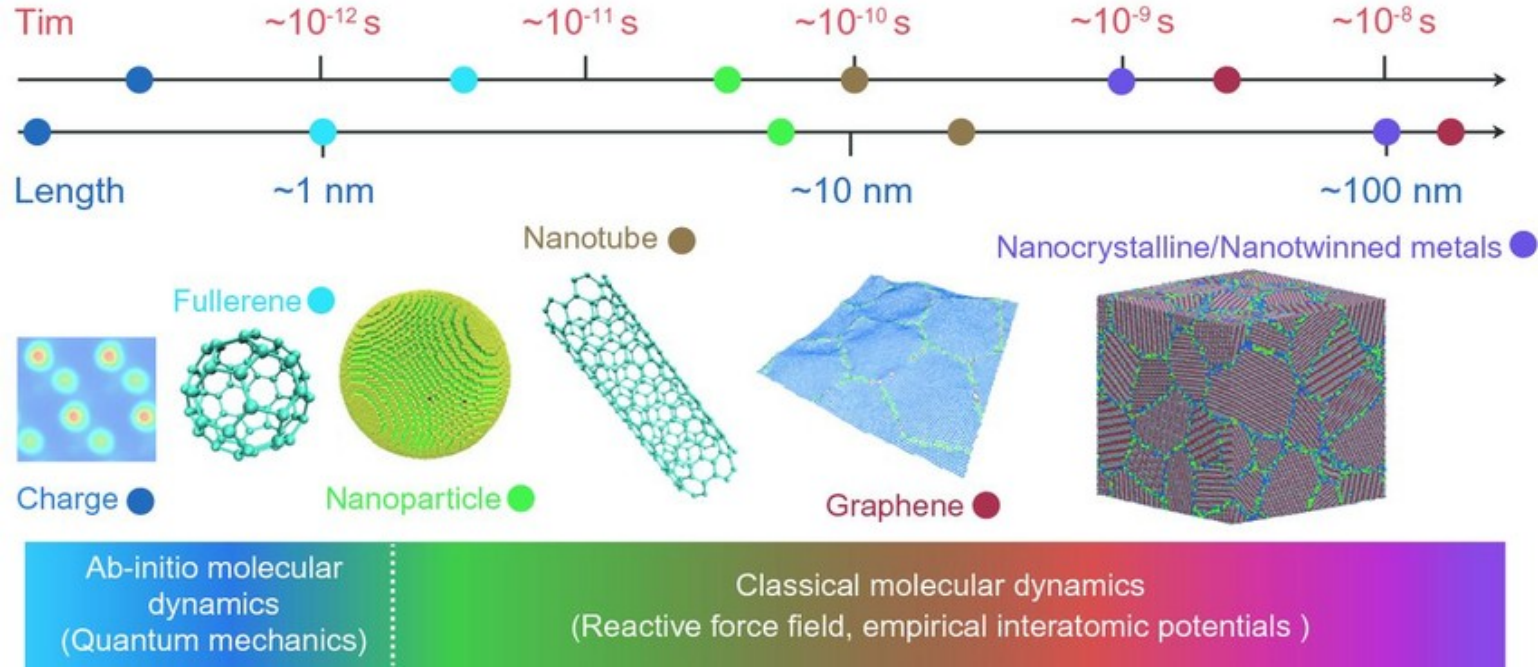 Tim ~10⁻¹² s ~10⁻¹¹ s ~10⁻¹⁰ s ~10⁻⁹ s ~10⁻⁸ s
Length ~1 nm ~10 nm ~100 nm
Nanotube
Nanocrystalline/Nanotwinned metals
Fullerene
Charge
Nanoparticle
Graphene
Ab-initio molecular
dynamics
(Quantum mechanics)
Classical molecular dynamics
(Reactive force field, empirical interatomic potentials )